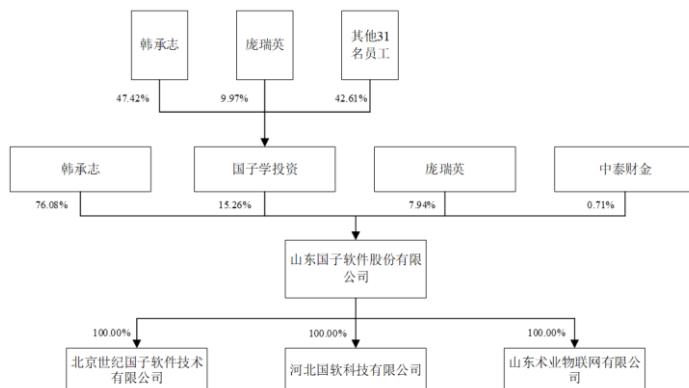 韩承志
庞瑞英
其他31
名员工
47.42%
9.97%
42.61%
韩承志
国子学投资
庞瑞英
中泰财金
76.08%
15.26%
7.94%
0.71%
山东国子软件股份有限
公司
100.00%
100.00%
100.00%
北京世纪国子软件技术
有限公司
河北国软科技有限公司
山东术业物联网有限公
司